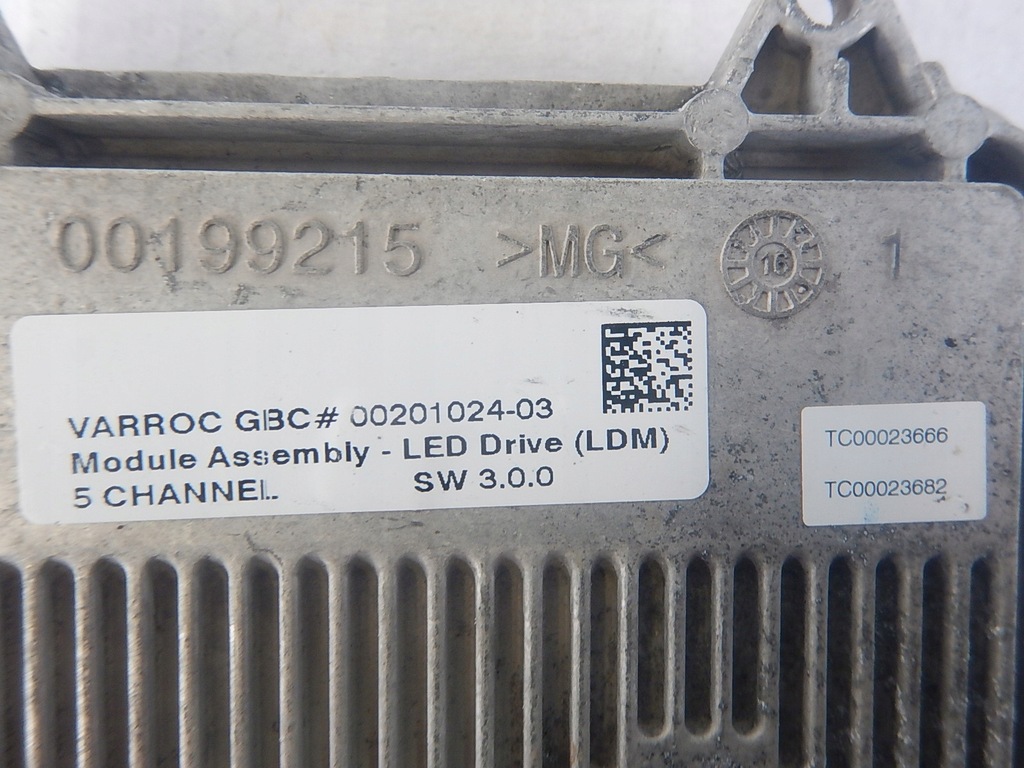 00199215 >MG< 16 1
VARROC GBC# 00201024-03
Module Assembly - LED Drive (LDM)
5 CHANNEL SW 3.0.0
TC00023666
TC00023682